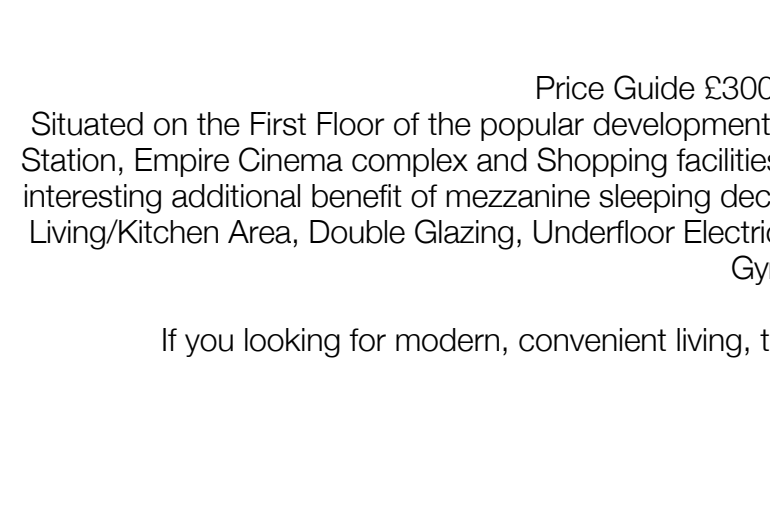 Price Guide £300
Situated on the First Floor of the popular development
Station, Empire Cinema complex and Shopping facilities
interesting additional benefit of mezzanine sleeping dec
Living/Kitchen Area, Double Glazing, Underfloor Electric
Gy
If you looking for modern, convenient living, t